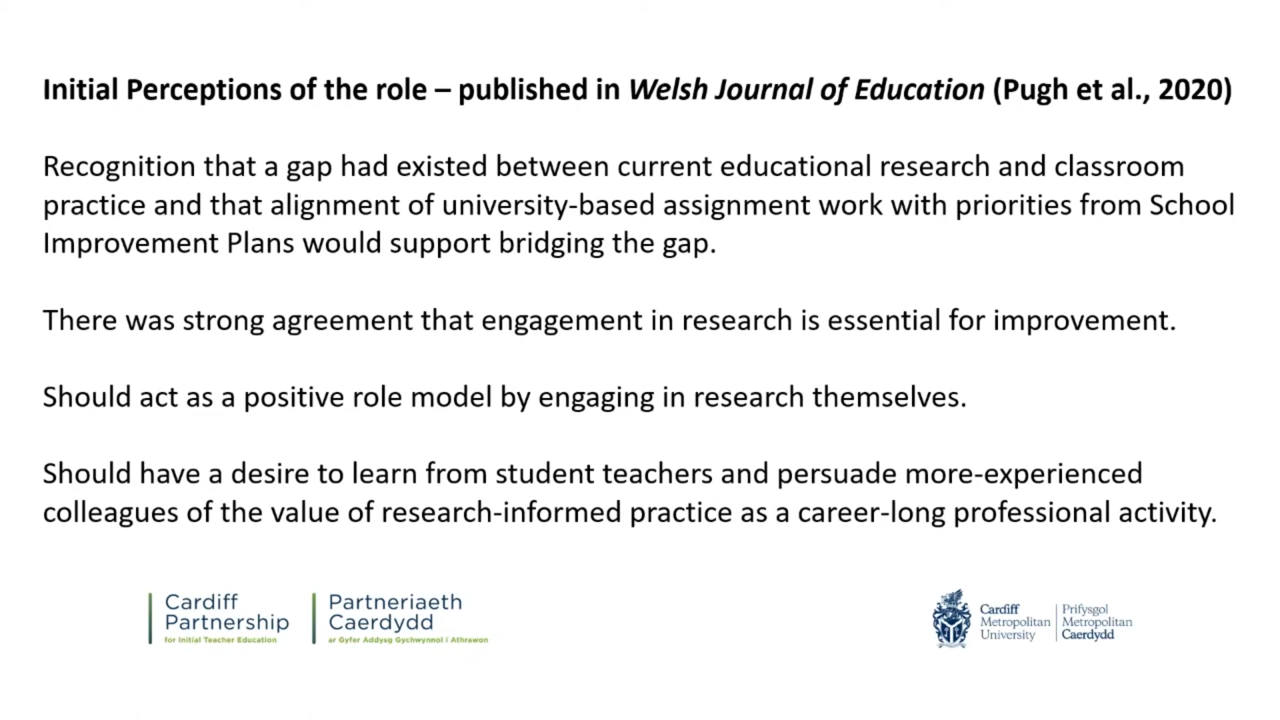 Initial Perceptions of the role – published in Welsh Journal of Education (Pugh et al., 2020)
Recognition that a gap had existed between current educational research and classroom
practice and that alignment of university-based assignment work with priorities from School
Improvement Plans would support bridging the gap.
There was strong agreement that engagement in research is essential for improvement.
Should act as a positive role model by engaging in research themselves.
Should have a desire to learn from student teachers and persuade more-experienced
colleagues of the value of research-informed practice as a career-long professional activity.
Cardiff
Partnership
for Initial Teacher Education
Partneriaeth
Caerdydd
ar Gyfer Addysg Gychwynnol i Athrawon
Cardiff
Metropolitan
University
Prifysgol
Metropolitan
Caerdydd